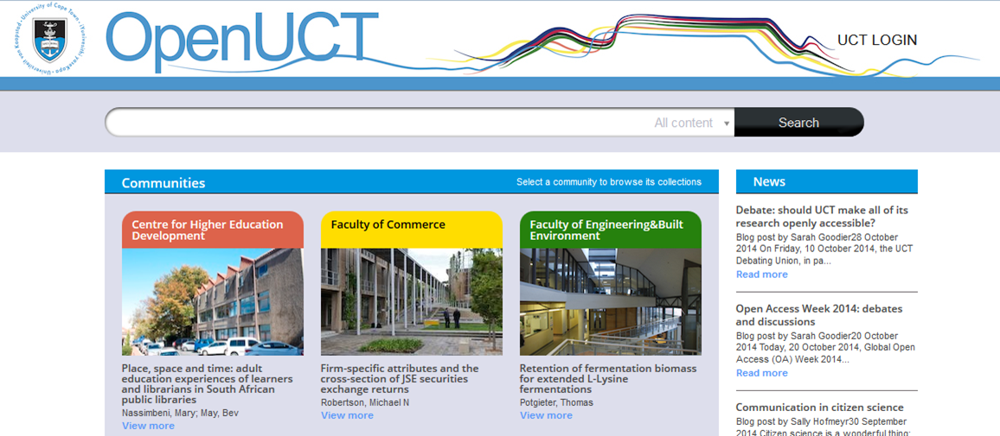 University of Cape Town · iYunivesithi yaseKapa · Universiteit van Kaapstad
OpenUCT
UCT LOGIN
All content
Search
Communities
Select a community to browse its collections
Centre for Higher Education
Development
Place, space and time: adult
education experiences of learners
and librarians in South African
public libraries
Nassimbeni, Mary; May, Bev
View more
Faculty of Commerce
Firm-specific attributes and the
cross-section of JSE securities
exchange returns
Robertson, Michael N
View more
Faculty of Engineering&Built
Environment
Retention of fermentation biomass
for extended L-Lysine
fermentations
Potgieter, Thomas
View more
News
Debate: should UCT make all of its
research openly accessible?
Blog post by Sarah Goodier28 October
2014 On Friday, 10 October 2014, the UCT
Debating Union, in pa...
Read more
Open Access Week 2014: debates
and discussions
Blog post by Sarah Goodier20 October
2014 Today, 20 October 2014, Global Open
Access (OA) Week 2014...
Read more
Communication in citizen science
Blog post by Sally Hofmeyr30 September
2014 Citizen science is a wonderful thing: